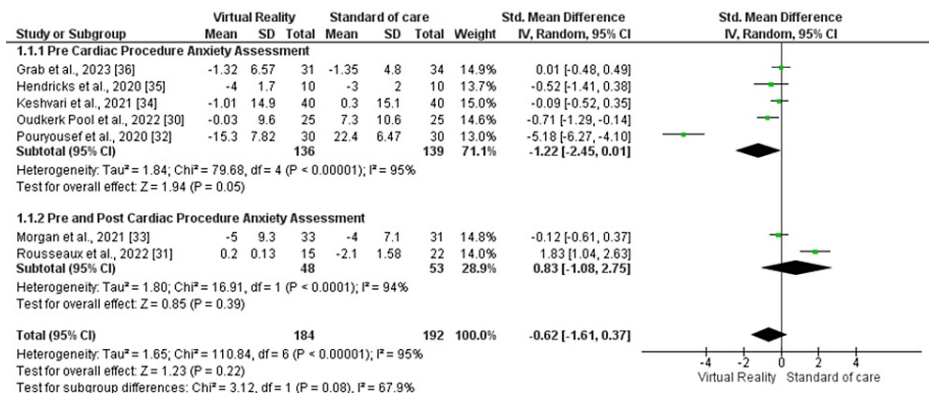 Virtual Reality Standard of care Std. Mean Difference Std. Mean Difference
Study or Subgroup Mean SD Total Mean SD Total Weight IV, Random, 95% CI IV, Random, 95% CI
1.1.1 Pre Cardiac Procedure Anxiety Assessment
Grab et al., 2023 [36] -1.32 6.57 31 -1.35 4.8 34 14.9% 0.01 [-0.48, 0.49]
Hendricks et al., 2020 [35] -4 1.7 10 -3 2 10 13.7% -0.52 [-1.41, 0.38]
Keshvari et al., 2021 [34] -1.01 14.9 40 0.3 15.1 40 15.0% -0.09 [-0.52, 0.35]
Oudkerk Pool et al., 2022 [30] -0.03 9.6 25 7.3 10.6 25 14.6% -0.71 [-1.29, -0.14]
Pouryousef et al., 2020 [32] -15.3 7.82 30 22.4 6.47 30 13.0% -5.18 [-6.27, -4.10]
Subtotal (95% CI) 136 139 71.1% -1.22 [-2.45, 0.01]
Heterogeneity: Tau² = 1.84; Chi² = 79.68, df = 4 (P < 0.00001); I² = 95%
Test for overall effect: Z = 1.94 (P = 0.05)
1.1.2 Pre and Post Cardiac Procedure Anxiety Assessment
Morgan et al., 2021 [33] -5 9.3 33 -4 7.1 31 14.8% -0.12 [-0.61, 0.37]
Rousseaux et al., 2022 [31] 0.2 0.13 15 -2.1 1.58 22 14.0% 1.83 [1.04, 2.63]
Subtotal (95% CI) 48 53 28.9% 0.83 [-1.08, 2.75]
Heterogeneity: Tau² = 1.80; Chi² = 16.91, df = 1 (P < 0.0001); I² = 94%
Test for overall effect: Z = 0.85 (P = 0.39)
Total (95% CI) 184 192 100.0% -0.62 [-1.61, 0.37]
Heterogeneity: Tau² = 1.65; Chi² = 110.84, df = 6 (P < 0.00001); I² = 95%
Test for overall effect: Z = 1.23 (P = 0.22)
Test for subgroup differences: Chi² = 3.12, df = 1 (P = 0.08), I² = 67.9%
-4 -2 0 2 4
Virtual Reality Standard of care